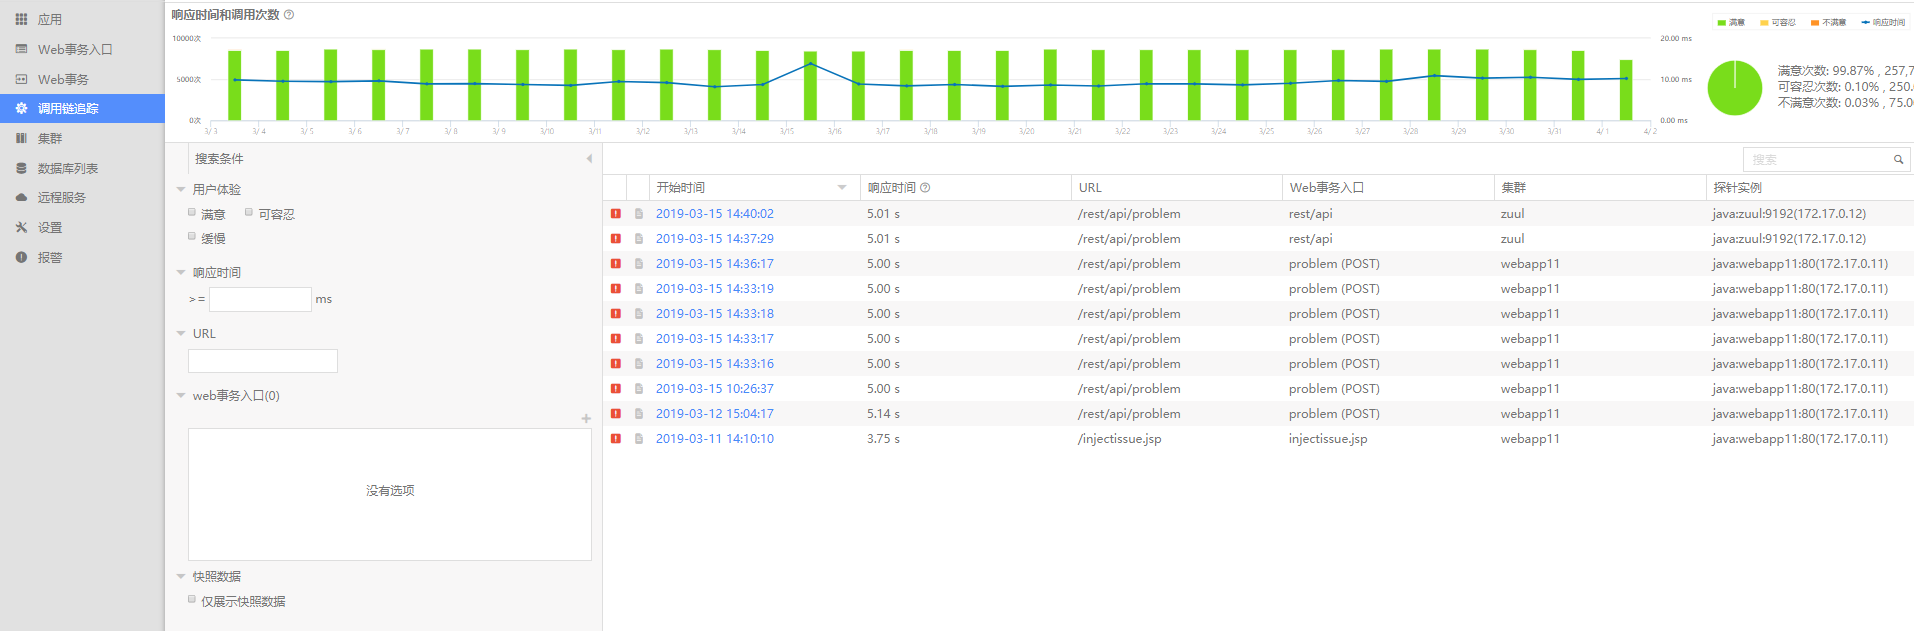 应用
Web事务入口
Web事务
调用链追踪
集群
数据库列表
远程服务
设置
报警
响应时间和调用次数
满意 可容忍 不满意 响应时间
10000次
5000次
0次
20.00 ms
10.00 ms
0.00 ms
3/ 3 3/ 4 3/ 5 3/ 6 3/ 7 3/ 8 3/ 9 3/10 3/11 3/12 3/13 3/14 3/15 3/16 3/17 3/18 3/19 3/20 3/21 3/22 3/23 3/24 3/25 3/26 3/27 3/28 3/29 3/30 3/31 4/ 1 4/ 2
满意次数: 99.87% , 257,7
可容忍次数: 0.10% , 250.
不满意次数: 0.03% , 75.0
搜索条件
用户体验
满意 可容忍
缓慢
响应时间
>= ms
URL
web事务入口(0)
没有选项
快照数据
仅展示快照数据
搜索
开始时间 响应时间 URL Web事务入口 集群 探针实例
2019-03-15 14:40:02 5.01 s /rest/api/problem rest/api zuul java:zuul:9192(172.17.0.12)
2019-03-15 14:37:29 5.01 s /rest/api/problem rest/api zuul java:zuul:9192(172.17.0.12)
2019-03-15 14:36:17 5.00 s /rest/api/problem problem (POST) webapp11 java:webapp11:80(172.17.0.11)
2019-03-15 14:33:19 5.00 s /rest/api/problem problem (POST) webapp11 java:webapp11:80(172.17.0.11)
2019-03-15 14:33:18 5.00 s /rest/api/problem problem (POST) webapp11 java:webapp11:80(172.17.0.11)
2019-03-15 14:33:17 5.00 s /rest/api/problem problem (POST) webapp11 java:webapp11:80(172.17.0.11)
2019-03-15 14:33:16 5.00 s /rest/api/problem problem (POST) webapp11 java:webapp11:80(172.17.0.11)
2019-03-15 10:26:37 5.00 s /rest/api/problem problem (POST) webapp11 java:webapp11:80(172.17.0.11)
2019-03-12 15:04:17 5.14 s /rest/api/problem problem (POST) webapp11 java:webapp11:80(172.17.0.11)
2019-03-11 14:10:10 3.75 s /injectissue.jsp injectissue.jsp webapp11 java:webapp11:80(172.17.0.11)